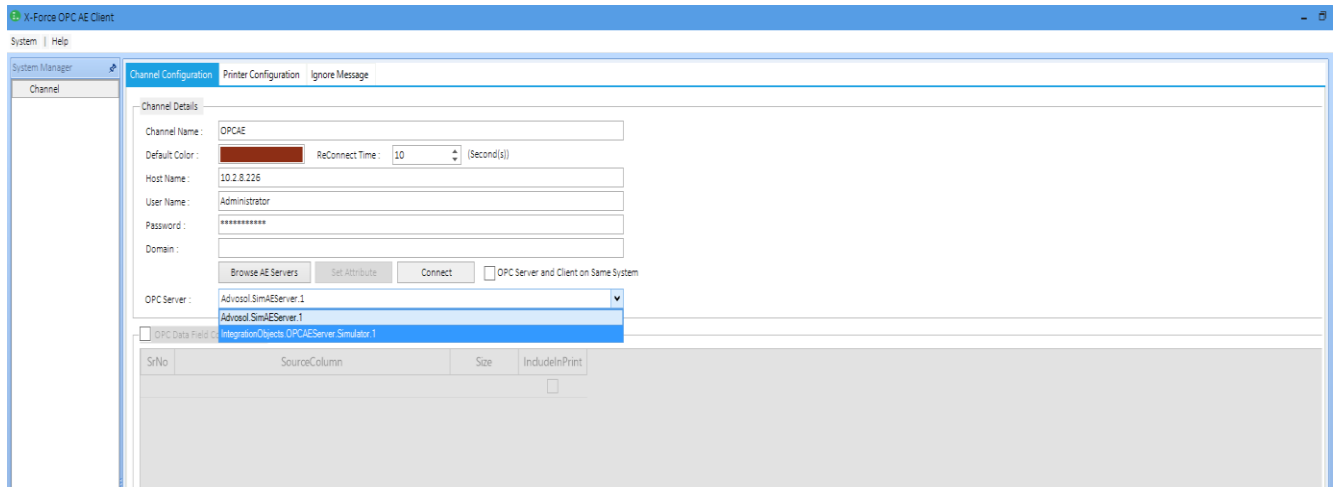 X-Force OPC AE Client
System | Help
System Manager
Channel
Channel Configuration Printer Configuration Ignore Message
Channel Details
Channel Name : OPCAE
Default Color : ReConnect Time : 10 (Second(s))
Host Name : 10.2.8.226
User Name : Administrator
Password : ***********
Domain :
Browse AE Servers Set Attribute Connect OPC Server and Client on Same System
OPC Server : Advosol.SimAEServer.1
Advosol.SimAEServer.1
OPC Data Field IntegrationObjects.OPCAEServer.Simulator.1
SrNo SourceColumn Size IncludeInPrint